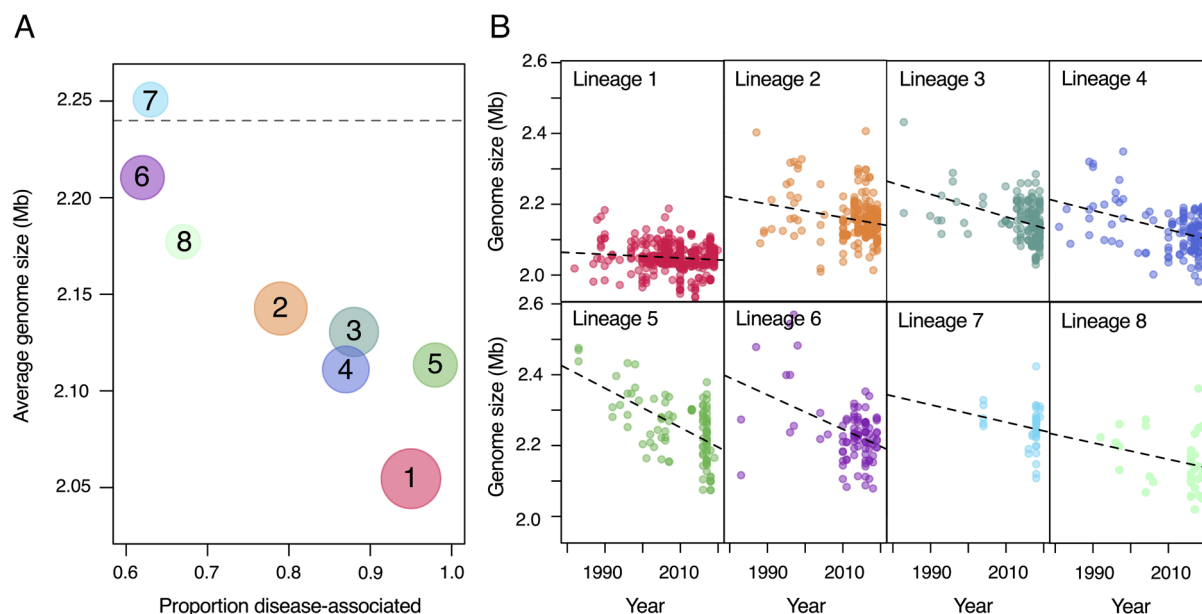 A
Average genome size (Mb)
2.25
2.20
2.15
2.10
2.05
7
6
8
2
3
4
5
1
0.6 0.7 0.8 0.9 1.0
Proportion disease-associated
B
Genome size (Mb)
2.6
2.4
2.2
2.0
Lineage 1 Lineage 2 Lineage 3 Lineage 4
Genome size (Mb)
2.6
2.4
2.2
2.0
Lineage 5 Lineage 6 Lineage 7 Lineage 8
1990 2010 1990 2010 1990 2010 1990 2010
Year Year Year Year